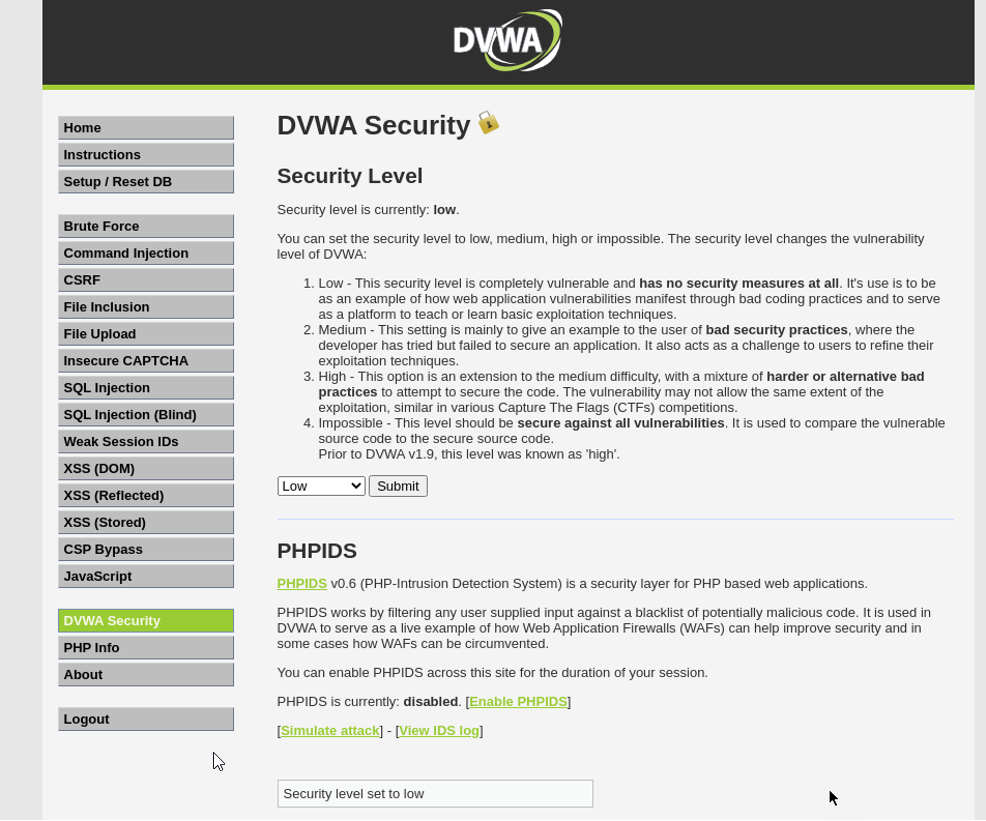 DVWA
Home
Instructions
Setup / Reset DB
Brute Force
Command Injection
CSRF
File Inclusion
File Upload
Insecure CAPTCHA
SQL Injection
SQL Injection (Blind)
Weak Session IDs
XSS (DOM)
XSS (Reflected)
XSS (Stored)
CSP Bypass
JavaScript
DVWA Security
PHP Info
About
Logout
DVWA Security
Security Level
Security level is currently: low.
You can set the security level to low, medium, high or impossible. The security level changes the vulnerability
level of DVWA:
1. Low - This security level is completely vulnerable and has no security measures at all. It's use is to be
as an example of how web application vulnerabilities manifest through bad coding practices and to serve
as a platform to teach or learn basic exploitation techniques.
2. Medium - This setting is mainly to give an example to the user of bad security practices, where the
developer has tried but failed to secure an application. It also acts as a challenge to users to refine their
exploitation techniques.
3. High - This option is an extension to the medium difficulty, with a mixture of harder or alternative bad
practices to attempt to secure the code. The vulnerability may not allow the same extent of the
exploitation, similar in various Capture The Flags (CTFs) competitions.
4. Impossible - This level should be secure against all vulnerabilities. It is used to compare the vulnerable
source code to the secure source code.
Prior to DVWA v1.9, this level was known as 'high'.
Low Submit
PHPIDS
PHPIDS v0.6 (PHP-Intrusion Detection System) is a security layer for PHP based web applications.
PHPIDS works by filtering any user supplied input against a blacklist of potentially malicious code. It is used in
DVWA to serve as a live example of how Web Application Firewalls (WAFs) can help improve security and in
some cases how WAFs can be circumvented.
You can enable PHPIDS across this site for the duration of your session.
PHPIDS is currently: disabled. [Enable PHPIDS]
[Simulate attack] - [View IDS log]
Security level set to low